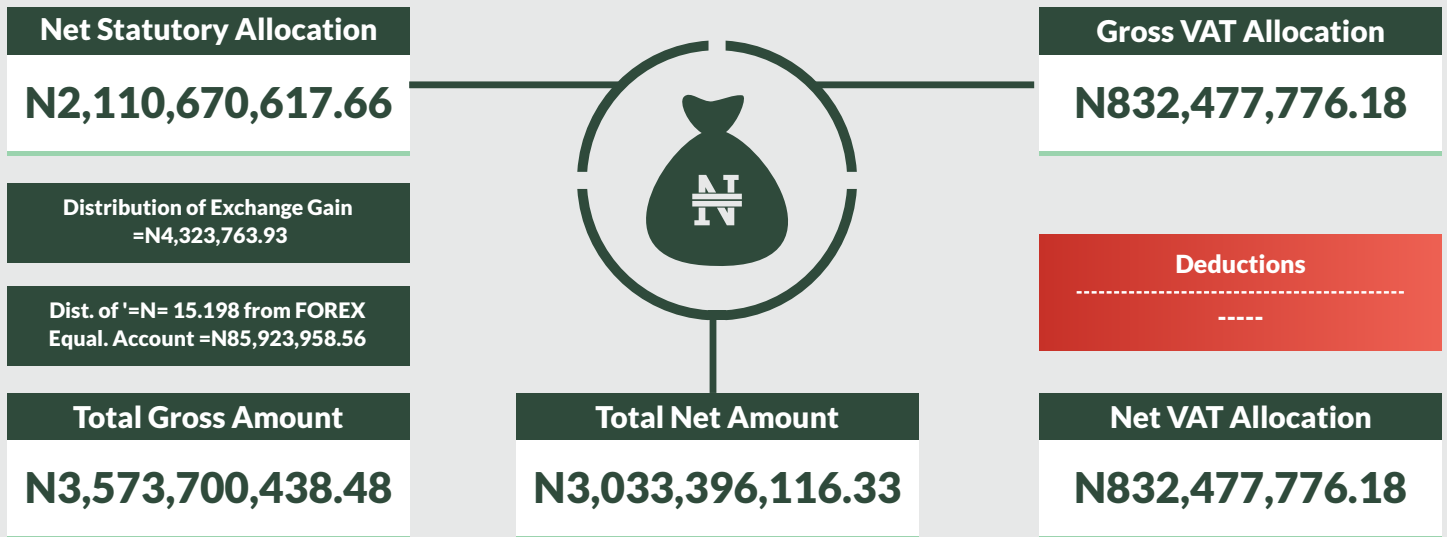 Net Statutory Allocation
N2,110,670,617.66
Distribution of Exchange Gain
=N4,323,763.93
Dist. of '=N= 15.198 from FOREX
Equal. Account =N85,923,958.56
Total Gross Amount
N3,573,700,438.48
₦
Total Net Amount
N3,033,396,116.33
Gross VAT Allocation
N832,477,776.18
Deductions
--------------------------------------------
-----
Net VAT Allocation
N832,477,776.18